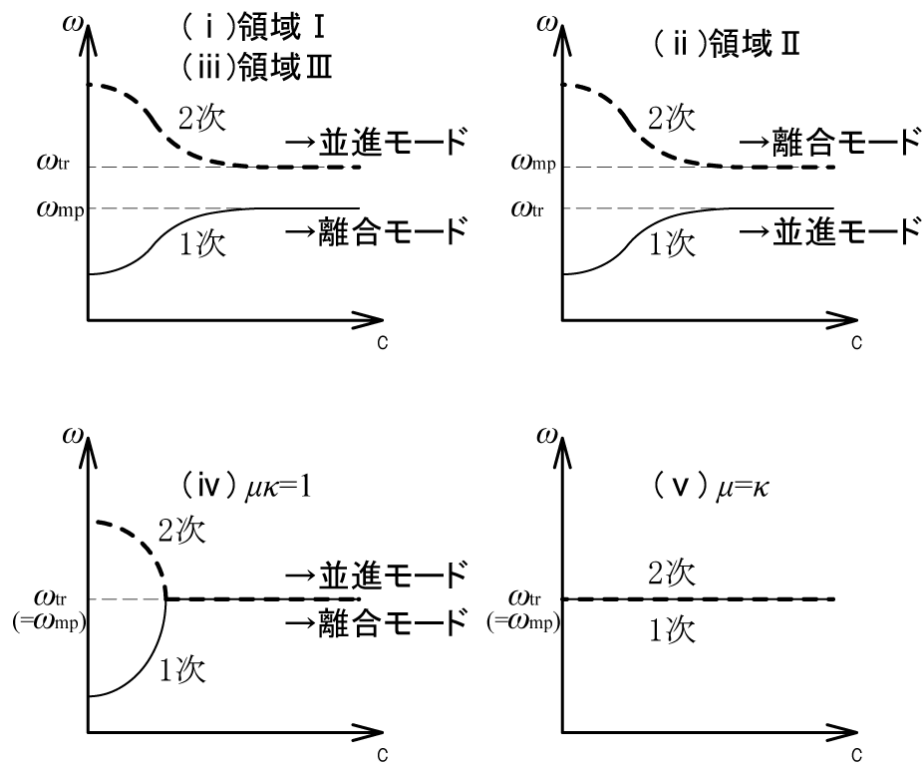 ω
(ⅰ)領域Ⅰ
(ⅲ)領域Ⅲ
2次
→並進モード
ωtr
ωmp
1次
→離合モード
c
ω
(ⅱ)領域Ⅱ
2次
→離合モード
ωmp
ωtr
1次
→並進モード
c
ω
(ⅳ) μκ=1
2次
→並進モード
ωtr
(=ωmp)
→離合モード
1次
c
ω
(ⅴ) μ=κ
2次
ωtr
(=ωmp)
1次
c